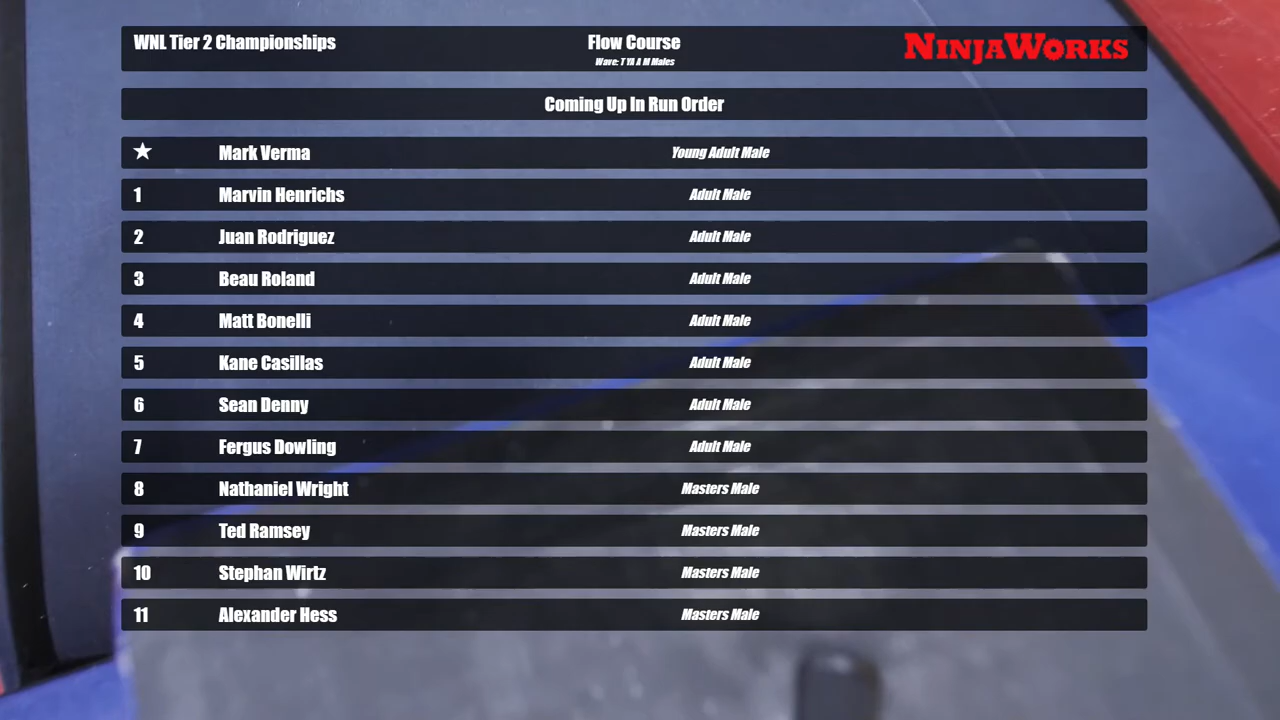 WNL Tier 2 Championships
Flow Course
Wave: T YA A M Males
NINJAWORKS
Coming Up In Run Order
★ Mark Verma Young Adult Male
1 Marvin Henrichs Adult Male
2 Juan Rodriguez Adult Male
3 Beau Roland Adult Male
4 Matt Bonelli Adult Male
5 Kane Casillas Adult Male
6 Sean Denny Adult Male
7 Fergus Dowling Adult Male
8 Nathaniel Wright Masters Male
9 Ted Ramsey Masters Male
10 Stephan Wirtz Masters Male
11 Alexander Hess Masters Male